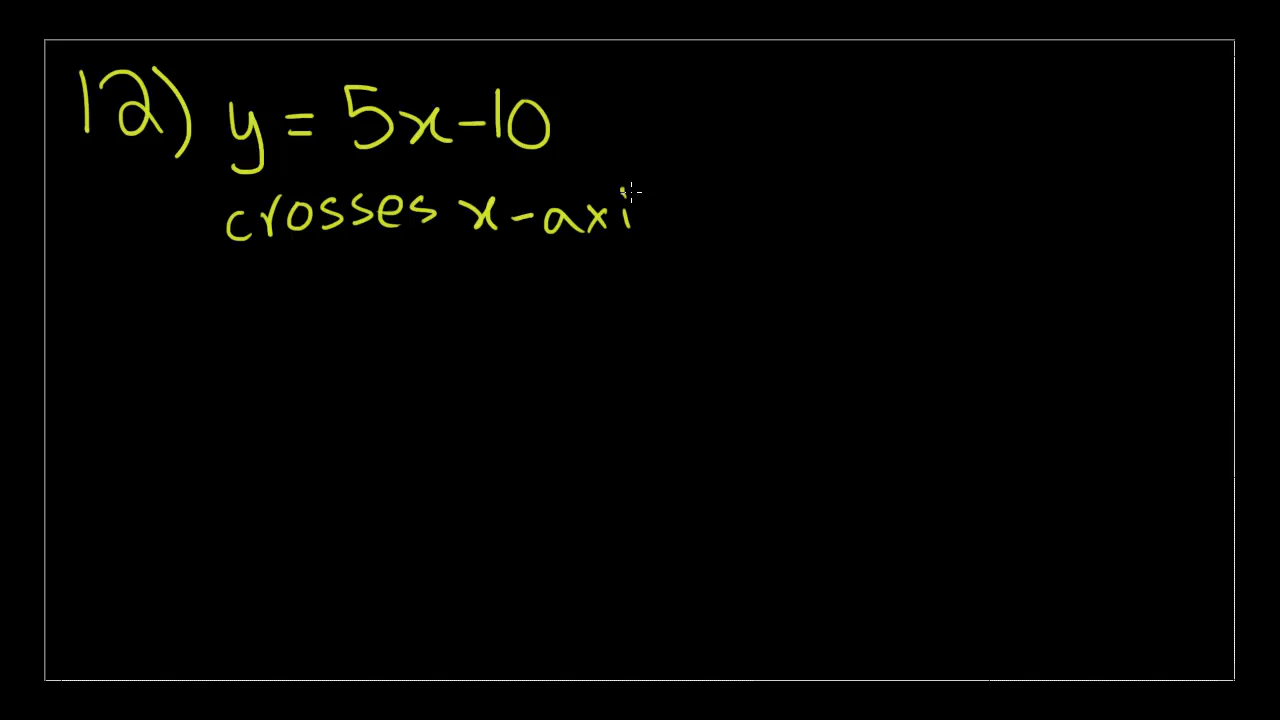 12) y = 5x-10
crosses x-axi